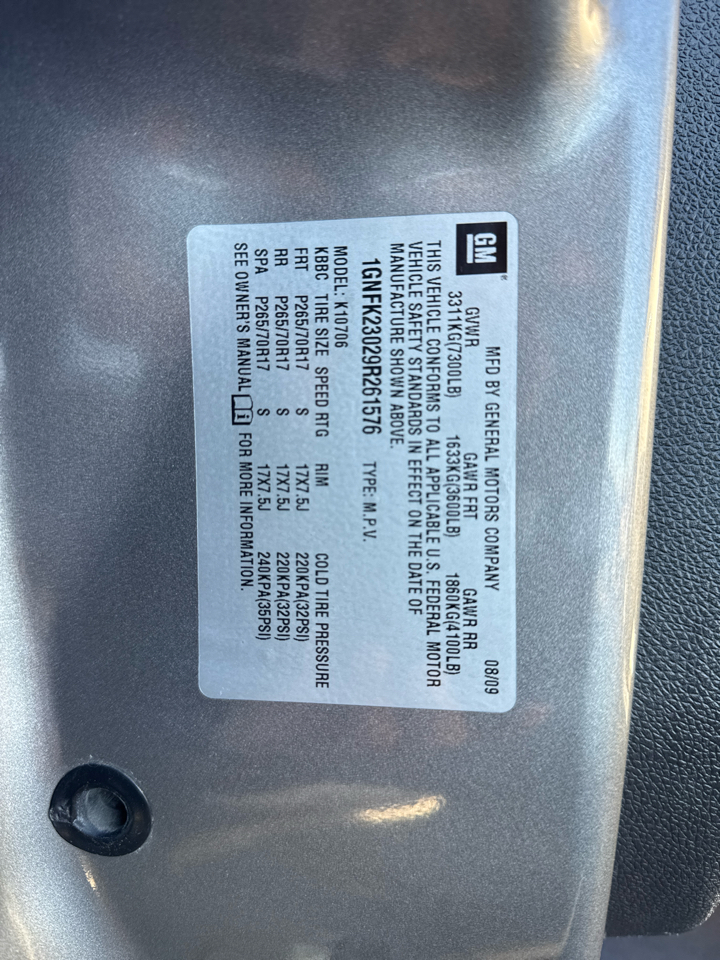 GM®
MFD BY GENERAL MOTORS COMPANY 08/09
GVWR GAWR FRT GAWR RR
3311KG(7300LB) 1633KG(3600LB) 1860KG(4100LB)
THIS VEHICLE CONFORMS TO ALL APPLICABLE U.S. FEDERAL MOTOR
VEHICLE SAFETY STANDARDS IN EFFECT ON THE DATE OF
MANUFACTURE SHOWN ABOVE.
1GNFK23029R261576 TYPE: M.P.V.
MODEL: K10706
KBBC TIRE SIZE SPEED RTG RIM COLD TIRE PRESSURE
FRT P265/70R17 S 17X7.5J 220KPA(32PSI)
RR P265/70R17 S 17X7.5J 220KPA(32PSI)
SPA P265/70R17 S 17X7.5J 240KPA(35PSI)
SEE OWNER'S MANUAL i FOR MORE INFORMATION.